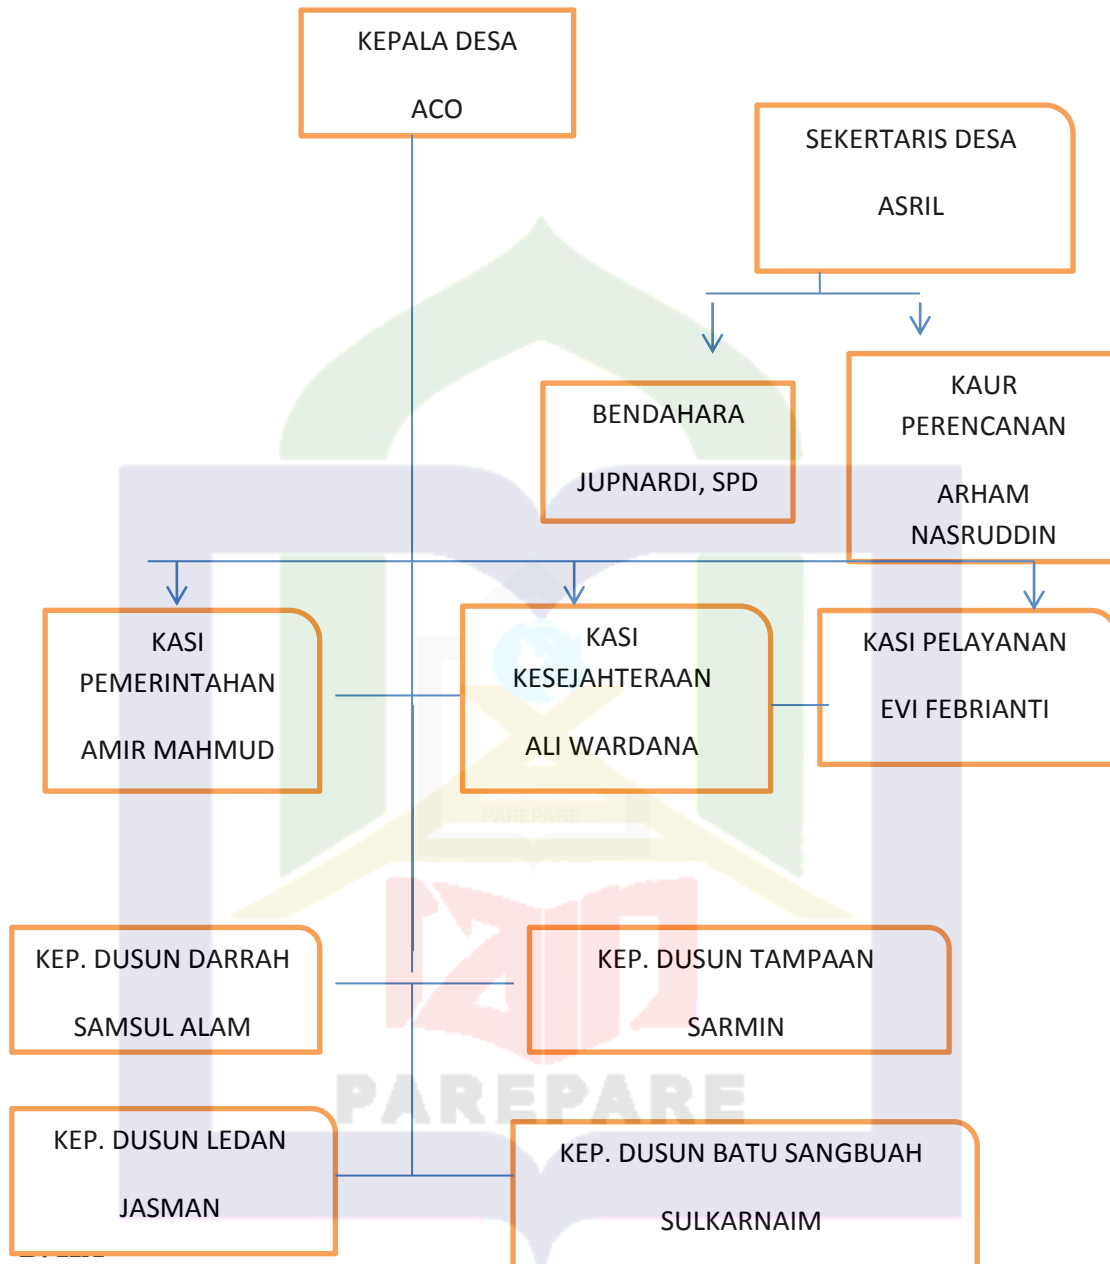 KEPALA DESA
ACO
SEKERTARIS DESA
ASRIL
BENDAHARA
JUPNARDI, SPD
KAUR
PERENCANAN
ARHAM
NASRUDDIN
KASI
PEMERINTAHAN
AMIR MAHMUD
KASI
KESEJAHTERAAN
ALI WARDANA
KASI PELAYANAN
EVI FEBRIANTI
PAREPARE
KEP. DUSUN DARRAH
SAMSUL ALAM
KEP. DUSUN TAMPAAN
SARMIN
PAREPARE
KEP. DUSUN LEDAN
JASMAN
KEP. DUSUN BATU SANGBUAH
SULKARNAIM